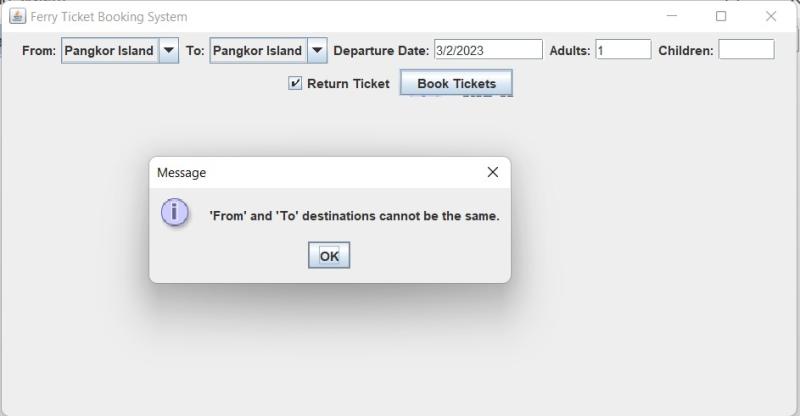 Ferry Ticket Booking System
From: Pangkor Island To: Pangkor Island Departure Date: 3/2/2023 Adults: 1 Children:
Return Ticket Book Tickets
Message
'From' and 'To' destinations cannot be the same.
OK